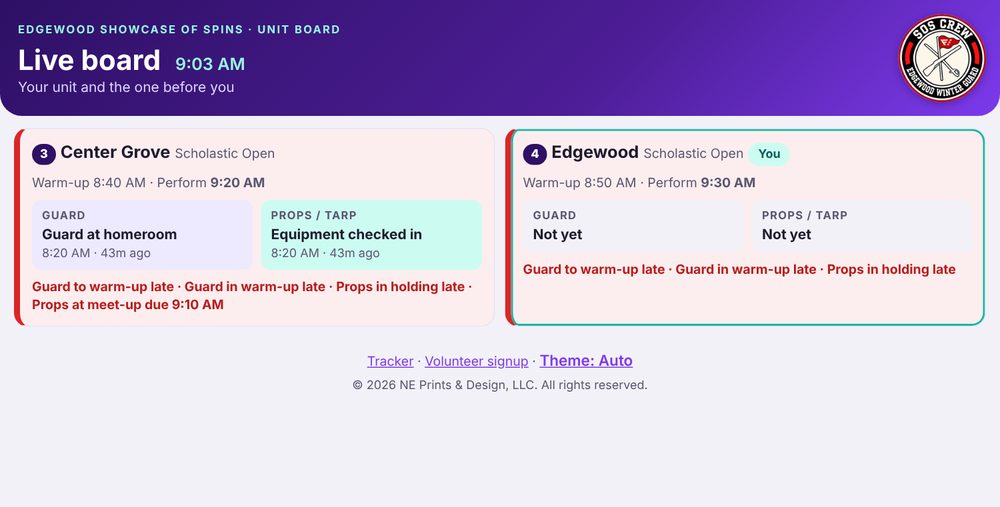 EDGEWOOD SHOWCASE OF SPINS · UNIT BOARD
Live board 9:03 AM
Your unit and the one before you
SOS CREW
EDGEWOOD WINTER GUARD
3 Center Grove Scholastic Open
Warm-up 8:40 AM · Perform 9:20 AM
GUARD
Guard at homeroom
8:20 AM · 43m ago
PROPS / TARP
Equipment checked in
8:20 AM · 43m ago
Guard to warm-up late · Guard in warm-up late · Props in holding late ·
Props at meet-up due 9:10 AM
4 Edgewood Scholastic Open You
Warm-up 8:50 AM · Perform 9:30 AM
GUARD
Not yet
PROPS / TARP
Not yet
Guard to warm-up late · Guard in warm-up late · Props in holding late
Tracker · Volunteer signup · Theme: Auto
© 2026 NE Prints & Design, LLC. All rights reserved.